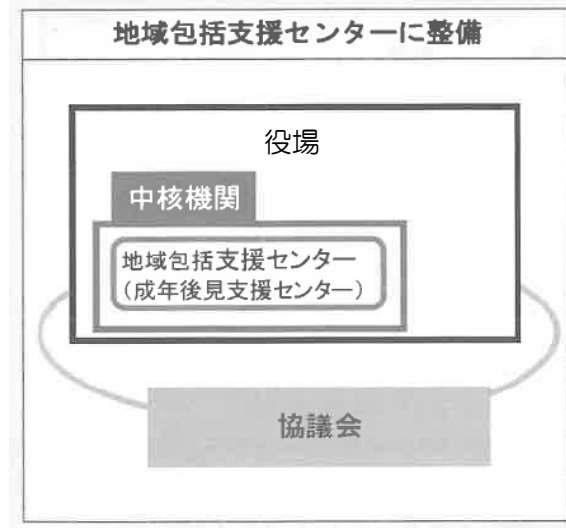 地域包括支援センターに整備
役場
中核機関
地域包括支援センター
（成年後見支援センター）
協議会